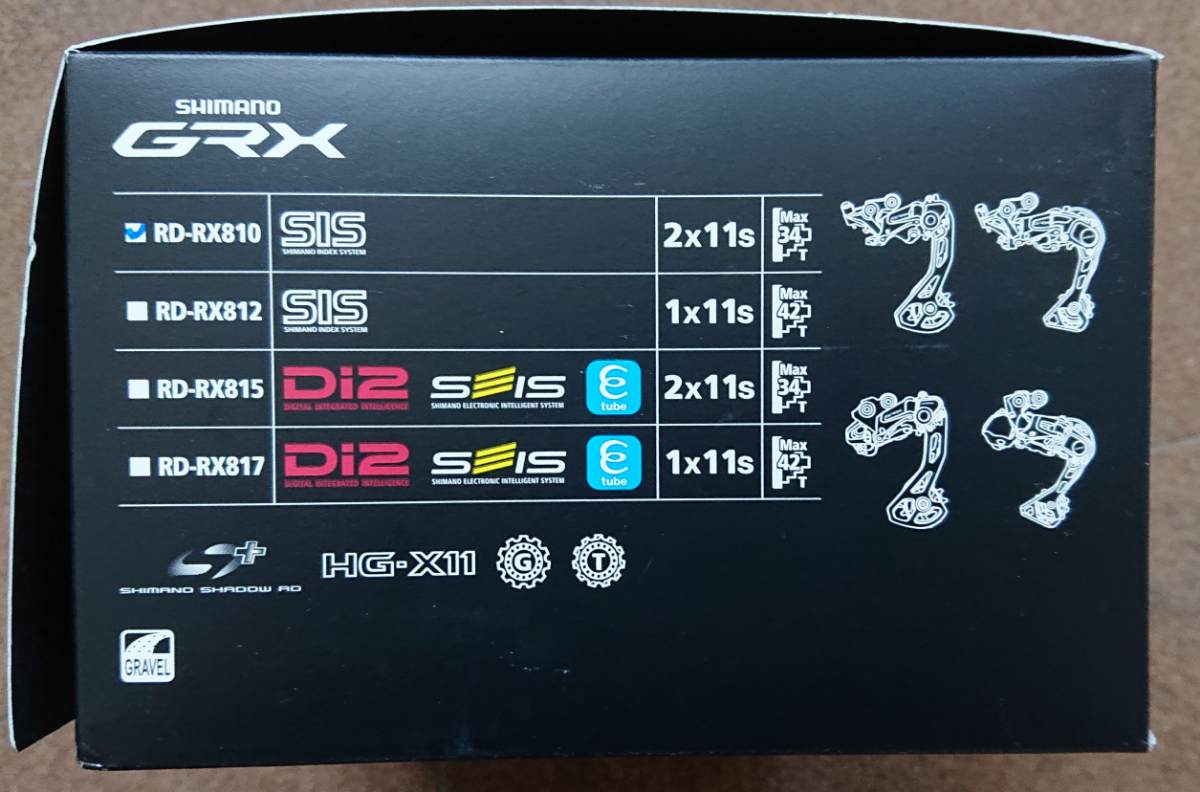 SHIMANO
GRX
RD-RX810 SIS 2x11s Max 34T
SHIMANO INDEX SYSTEM
RD-RX812 SIS 1x11s Max 42T
SHIMANO INDEX SYSTEM
RD-RX815 Di2 SEIS e tube 2x11s Max 34T
DIGITAL INTEGRATED INTELLIGENCE SHIMANO ELECTRONIC INTELLIGENT SYSTEM
RD-RX817 Di2 SEIS e tube 1x11s Max 42T
DIGITAL INTEGRATED INTELLIGENCE SHIMANO ELECTRONIC INTELLIGENT SYSTEM
S+ HG-X11 G T
SHIMANO SHADOW RD
GRAVEL